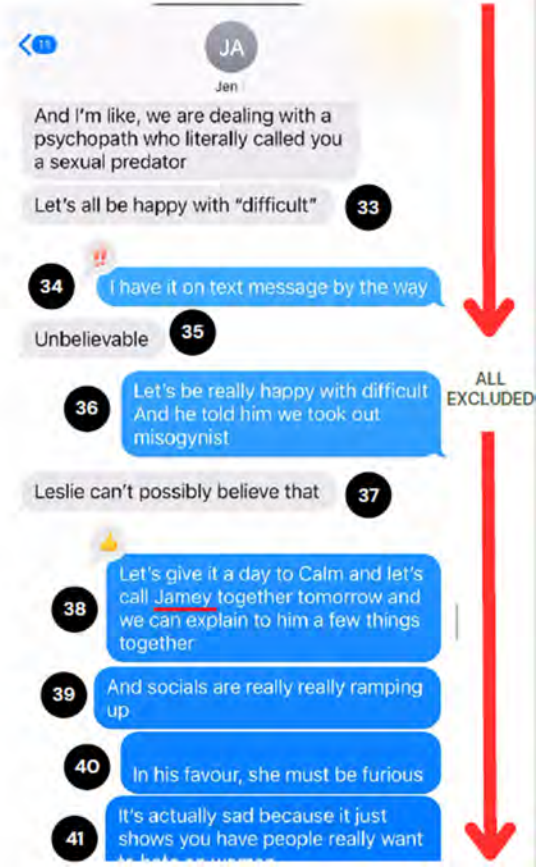 11
JA
Jen
And I'm like, we are dealing with a
psychopath who literally called you
a sexual predator
Let's all be happy with "difficult"
33
34
I have it on text message by the way
Unbelievable
35
36
Let's be really happy with difficult
And he told him we took out
misogynist
ALL
EXCLUDED
Leslie can't possibly believe that
37
38
Let's give it a day to Calm and let's
call Jamey together tomorrow and
we can explain to him a few things
together
39
And socials are really really ramping
up
40
In his favour, she must be furious
41
It's actually sad because it just
shows you have people really want
to hate on women